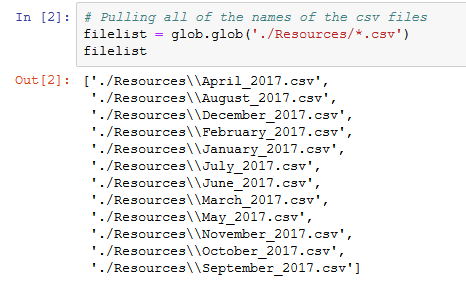 In [2]: # Pulling all of the names of the csv files
filelist = glob.glob('./Resources/*.csv')
filelist
Out[2]: ['./Resources\\April_2017.csv',
'./Resources\\August_2017.csv',
'./Resources\\December_2017.csv',
'./Resources\\February_2017.csv',
'./Resources\\January_2017.csv',
'./Resources\\July_2017.csv',
'./Resources\\June_2017.csv',
'./Resources\\March_2017.csv',
'./Resources\\May_2017.csv',
'./Resources\\November_2017.csv',
'./Resources\\October_2017.csv',
'./Resources\\September_2017.csv']